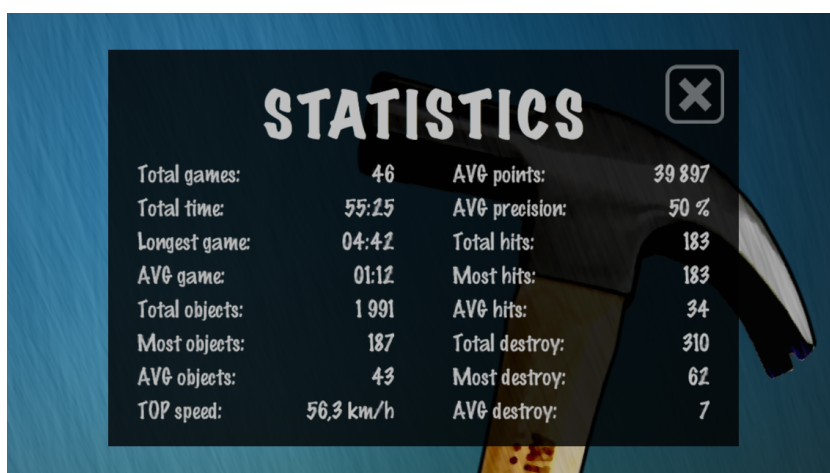 STATISTICS
Total games: 46 AVG points: 39 897
Total time: 55:25 AVG precision: 50 %
Longest game: 04:42 Total hits: 183
AVG game: 01:12 Most hits: 183
Total objects: 1 991 AVG hits: 34
Most objects: 187 Total destroy: 310
AVG objects: 43 Most destroy: 62
TOP speed: 56,3 km/h AVG destroy: 7